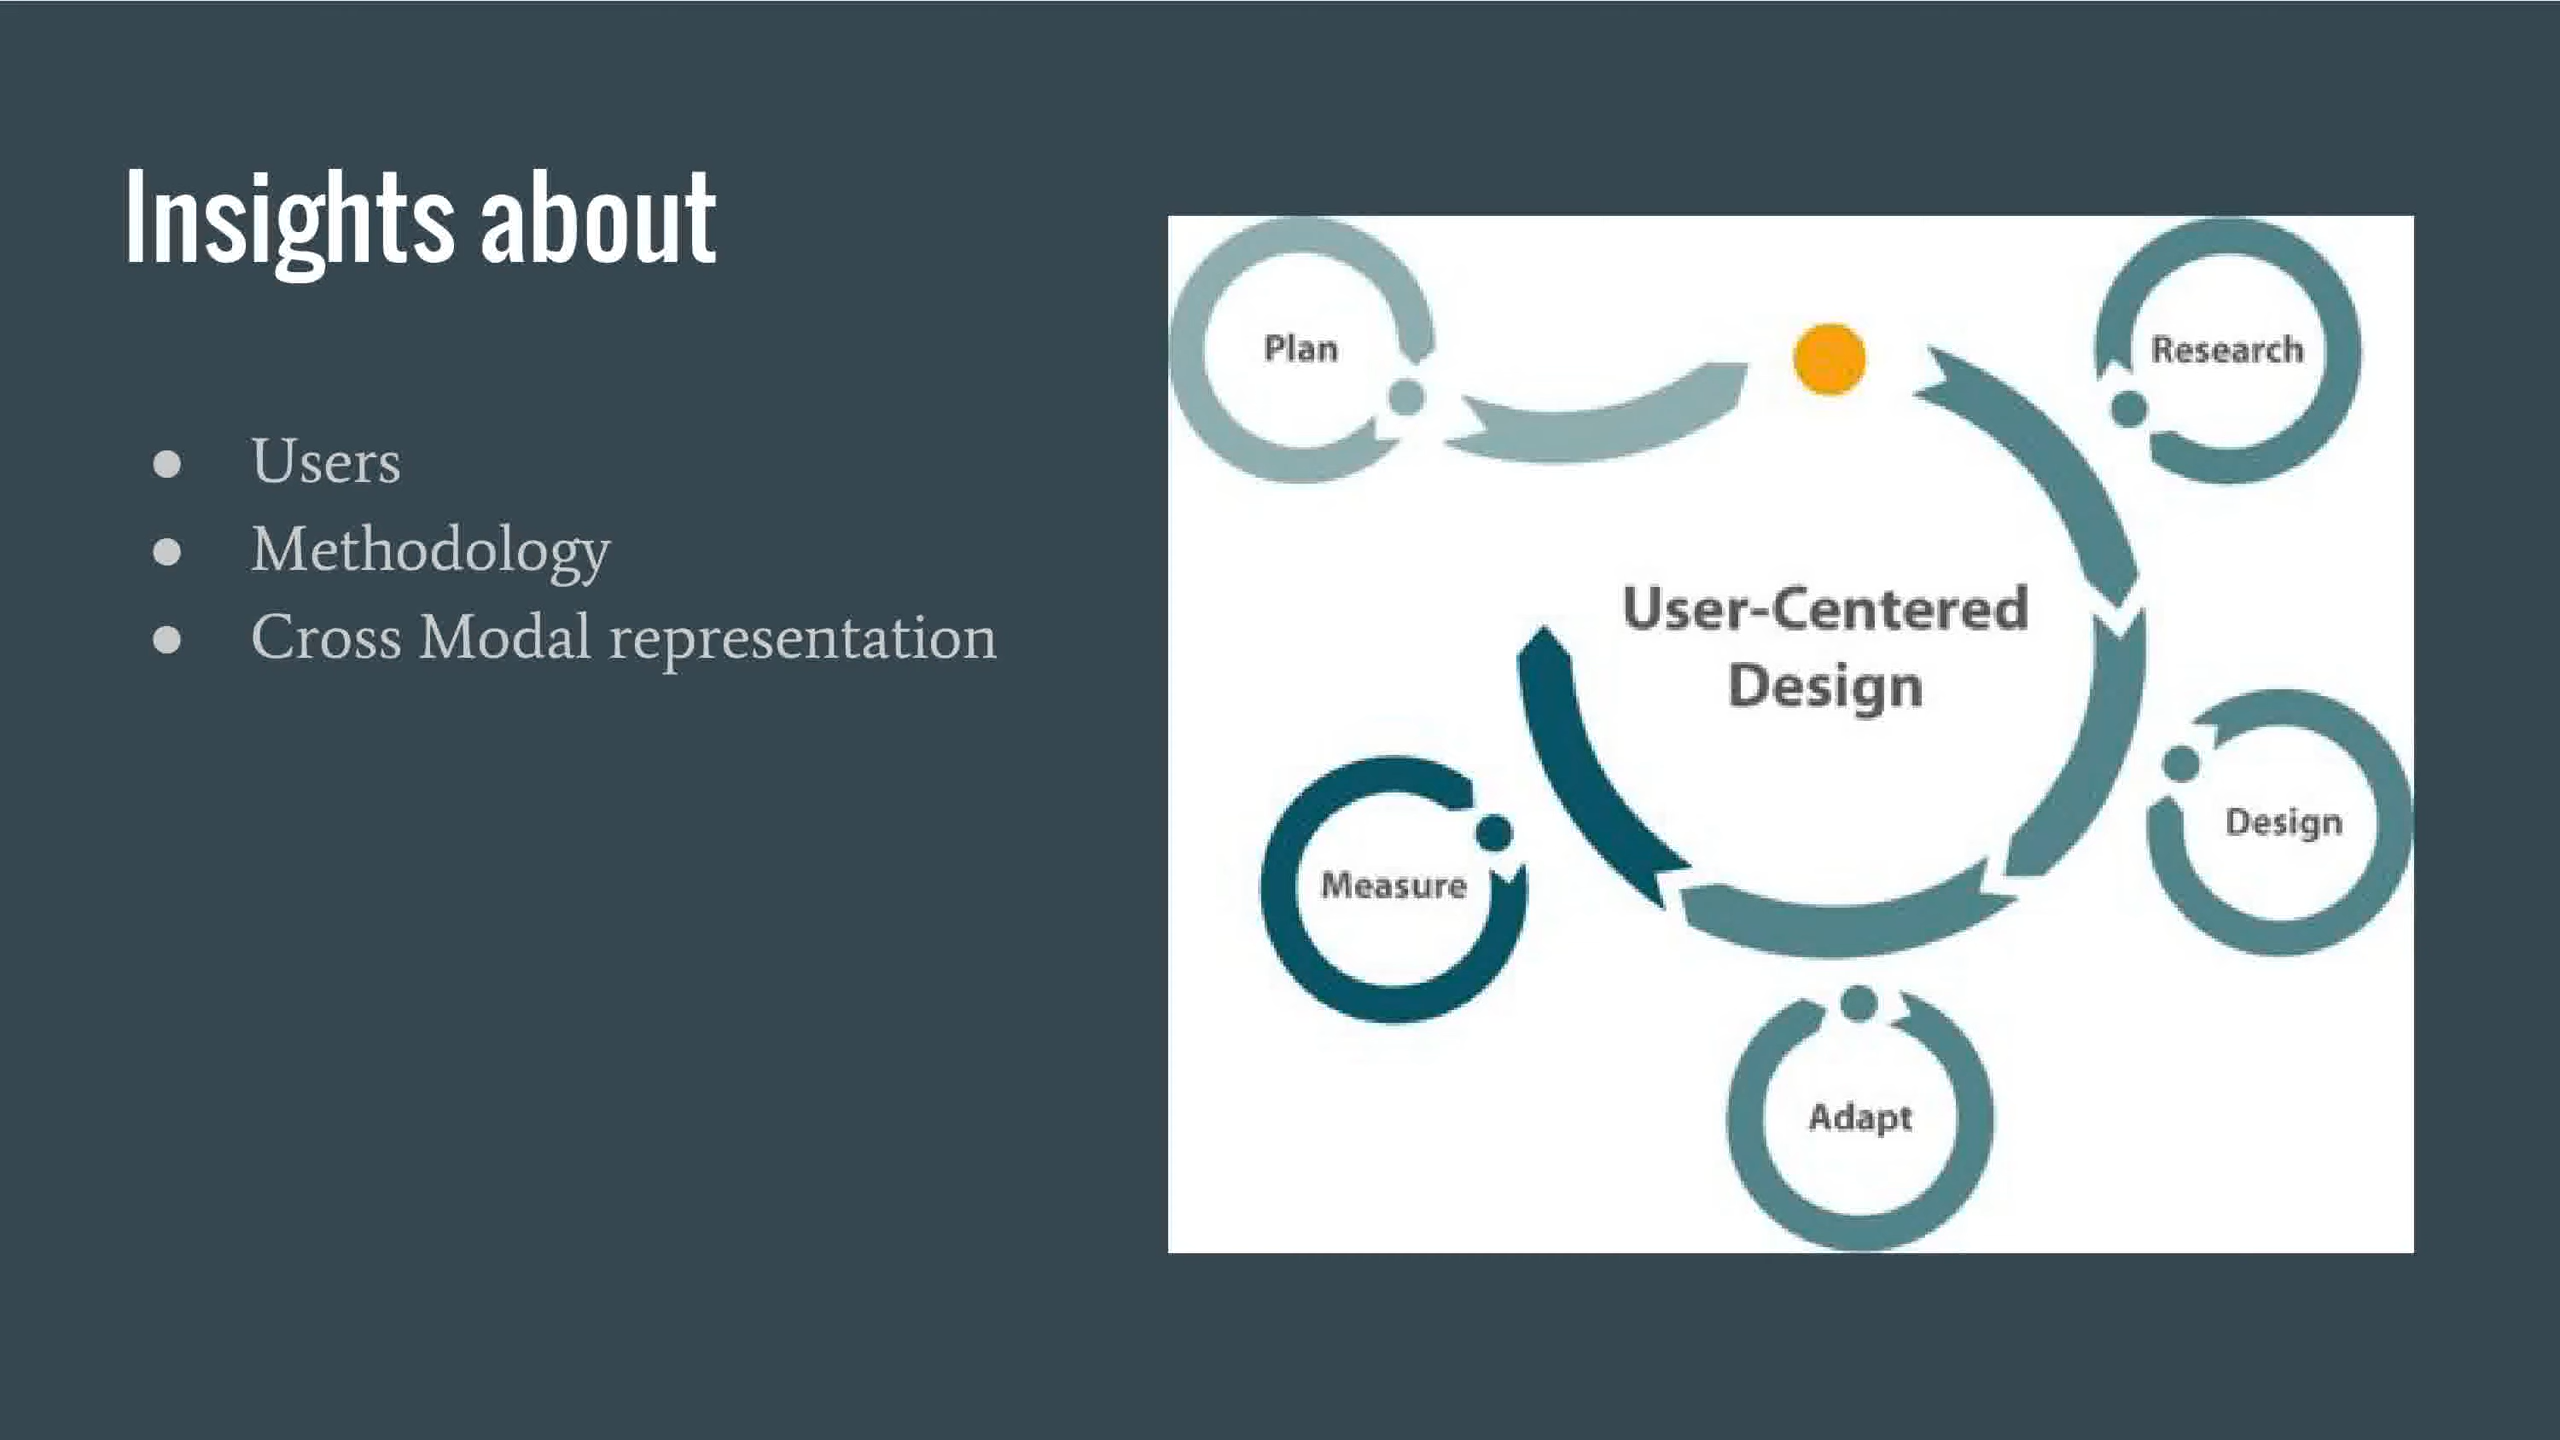 Insights about
● Users
● Methodology
● Cross Modal representation
Plan
Research
User-Centered
Design
Design
Measure
Adapt